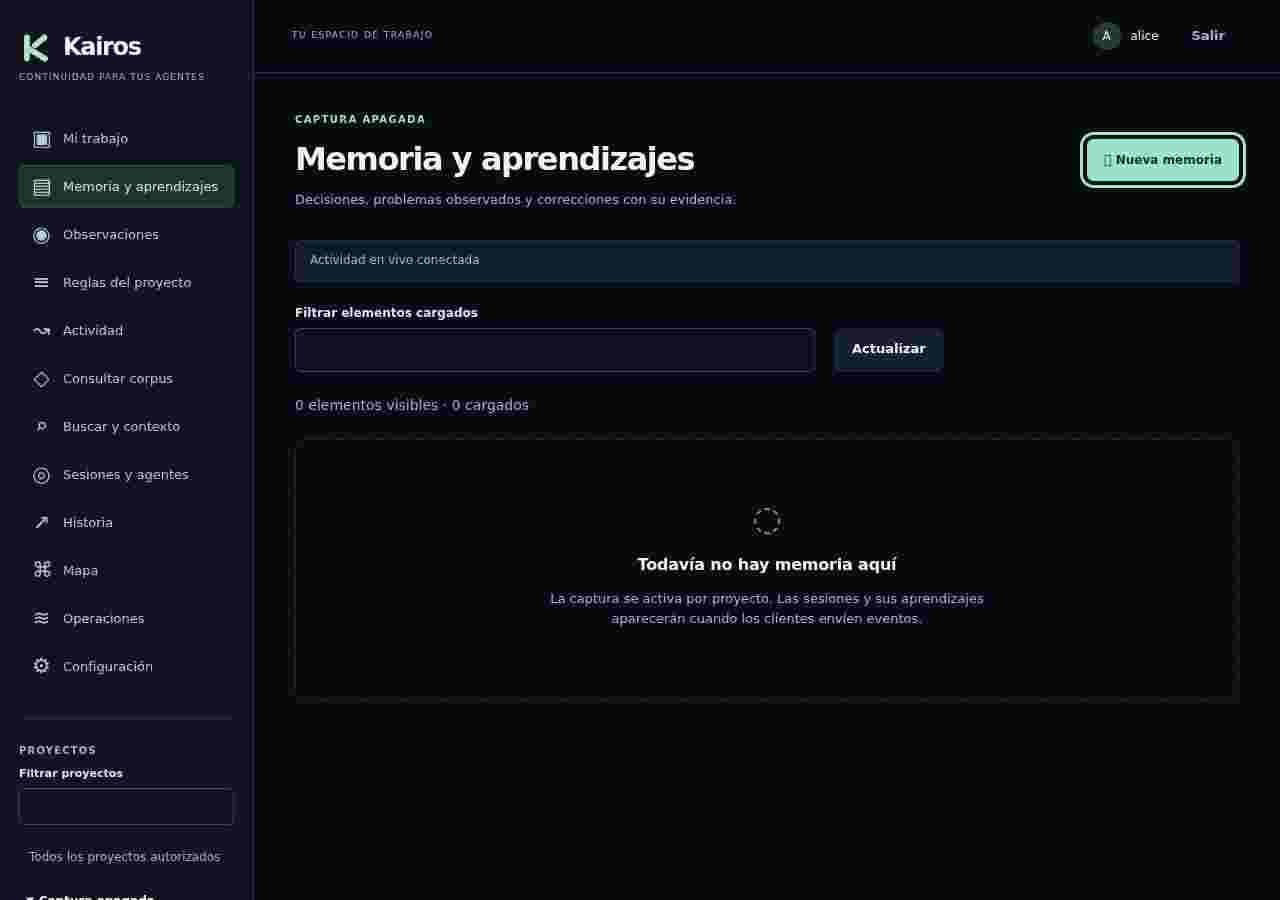 Kairos
CONTINUIDAD PARA TUS AGENTES
Mi trabajo
Memoria y aprendizajes
Observaciones
Reglas del proyecto
Actividad
Consultar corpus
Buscar y contexto
Sesiones y agentes
Historia
Mapa
Operaciones
Configuración
PROYECTOS
Filtrar proyectos
Todos los proyectos autorizados
Captura apagada
TU ESPACIO DE TRABAJO
A alice
Salir
CAPTURA APAGADA
Memoria y aprendizajes
Nueva memoria
Decisiones, problemas observados y correcciones con su evidencia.
Actividad en vivo conectada
Filtrar elementos cargados
Actualizar
0 elementos visibles · 0 cargados
Todavía no hay memoria aquí
La captura se activa por proyecto. Las sesiones y sus aprendizajes
aparecerán cuando los clientes envíen eventos.